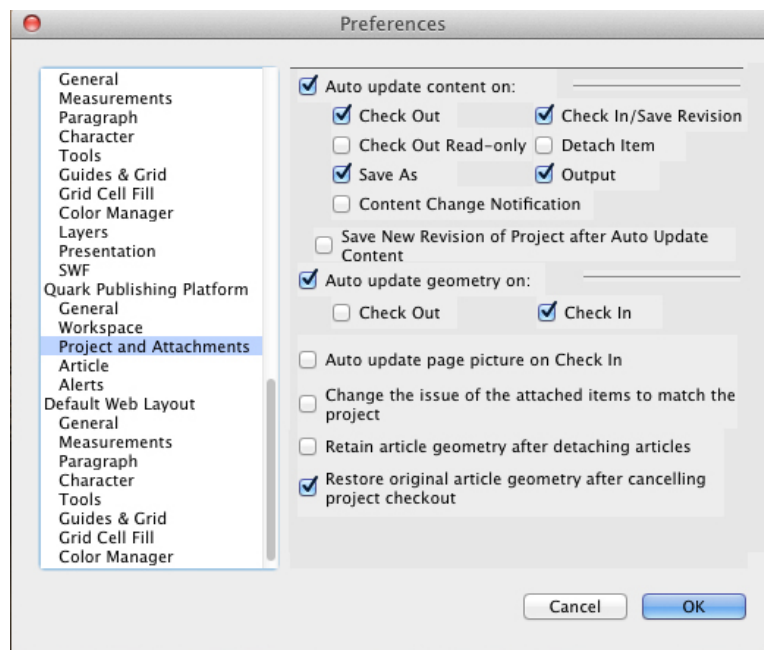 Preferences
General
Measurements
Paragraph
Character
Tools
Guides & Grid
Grid Cell Fill
Color Manager
Layers
Presentation
SWF
Quark Publishing Platform
General
Workspace
Project and Attachments
Article
Alerts
Default Web Layout
General
Measurements
Paragraph
Character
Tools
Guides & Grid
Grid Cell Fill
Color Manager
Auto update content on:
Check Out
Check In/Save Revision
Check Out Read-only
Detach Item
Save As
Output
Content Change Notification
Save New Revision of Project after Auto Update
Content
Auto update geometry on:
Check Out
Check In
Auto update page picture on Check In
Change the issue of the attached items to match the
project
Retain article geometry after detaching articles
Restore original article geometry after cancelling
project checkout
Cancel
OK